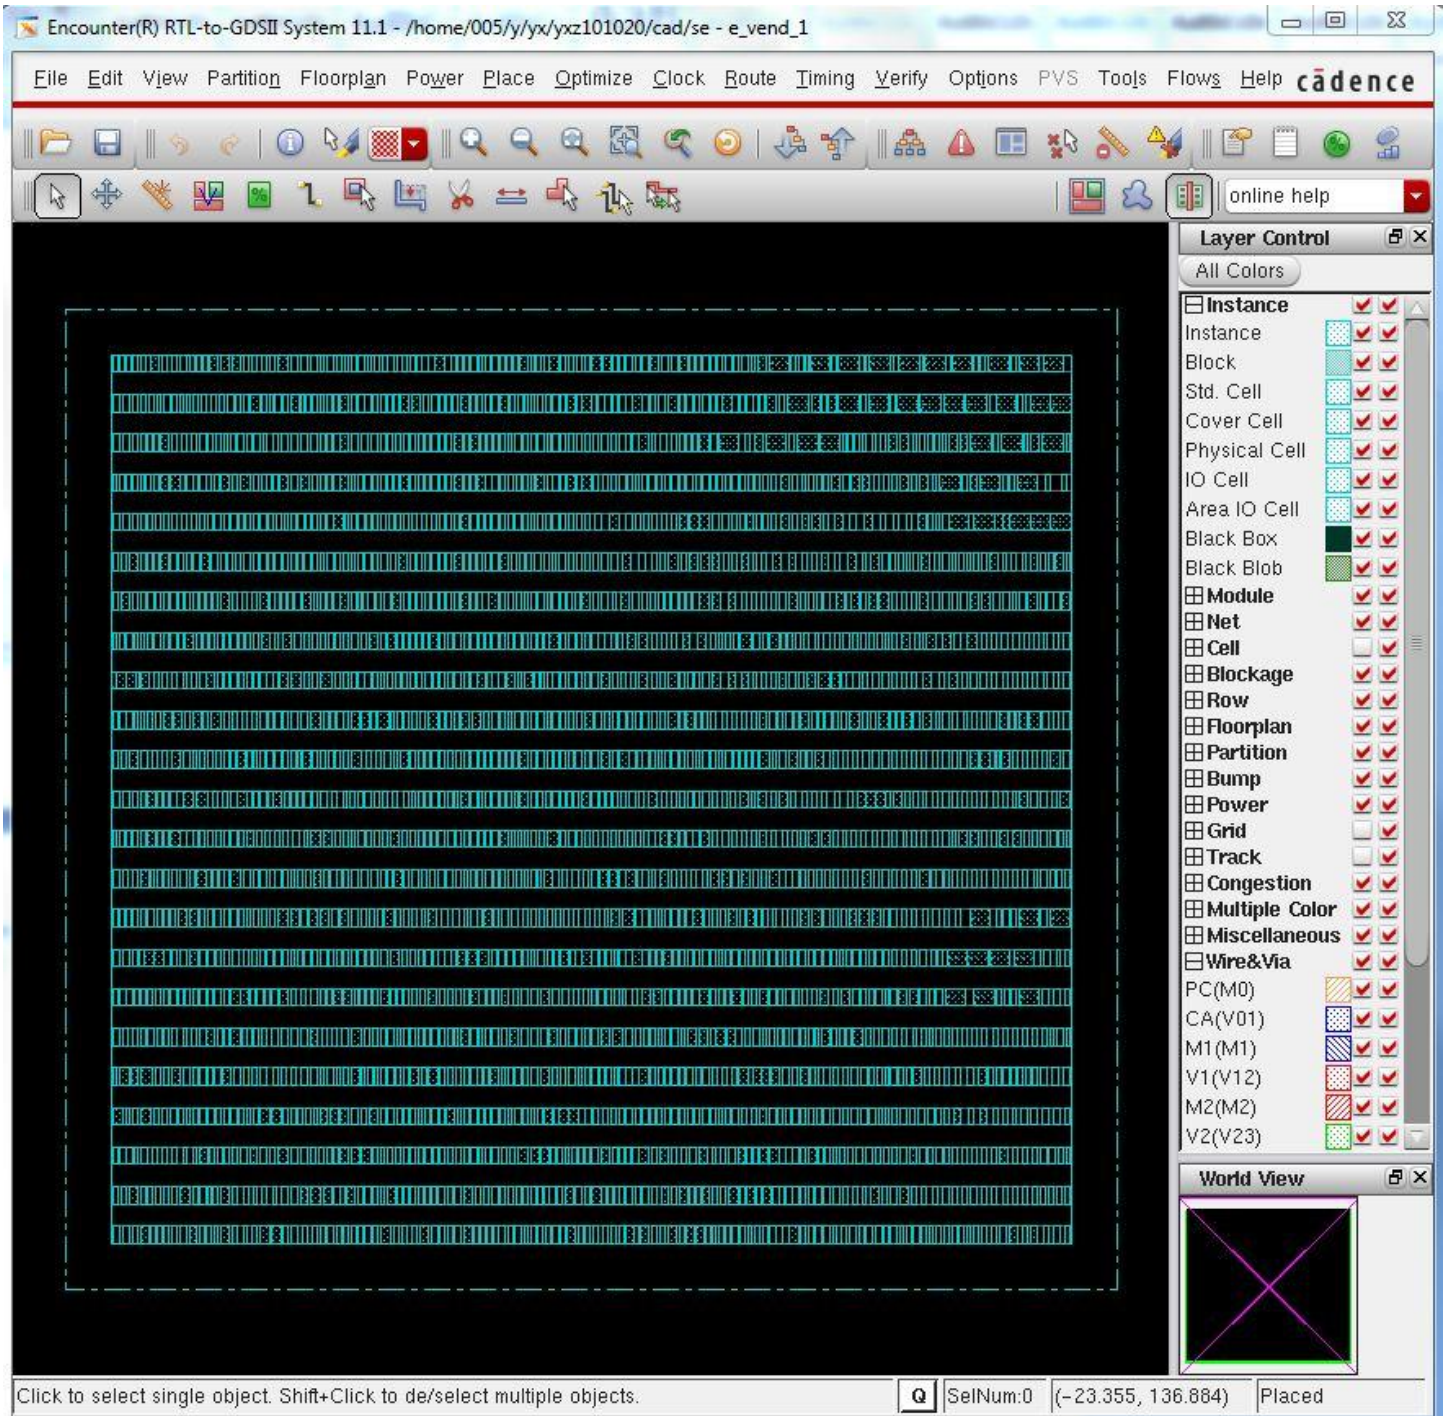 Encounter(R) RTL-to-GDSII System 11.1 - /home/005/y/yx/yxz101020/cad/se - e_vend_1
File Edit View Partition Floorplan Power Place Optimize Clock Route Timing Verify Options PVS Tools Flows Help cādence
online help
Layer Control
All Colors
Instance
Instance
Block
Std. Cell
Cover Cell
Physical Cell
IO Cell
Area IO Cell
Black Box
Black Blob
Module
Net
Cell
Blockage
Row
Floorplan
Partition
Bump
Power
Grid
Track
Congestion
Multiple Color
Miscellaneous
Wire&Via
PC(M0)
CA(V01)
M1(M1)
V1(V12)
M2(M2)
V2(V23)
World View
Click to select single object. Shift+Click to de/select multiple objects. Q SelNum:0 (-23.355, 136.884) Placed